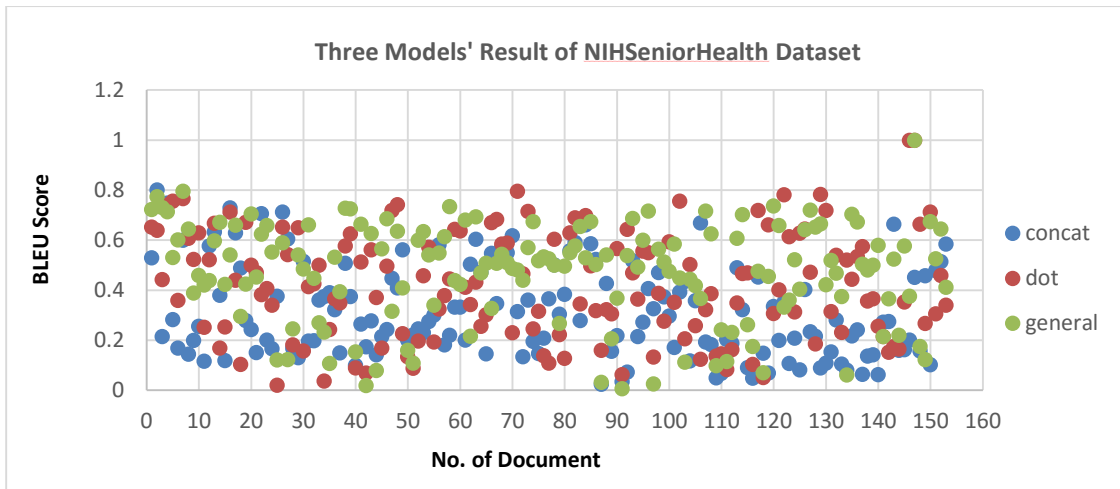 Three Models' Result of NIHSeniorHealth Dataset
BLEU Score
1.2
1
0.8
0.6
0.4
0.2
0
0 10 20 30 40 50 60 70 80 90 100 110 120 130 140 150 160
No. of Document
concat
dot
general